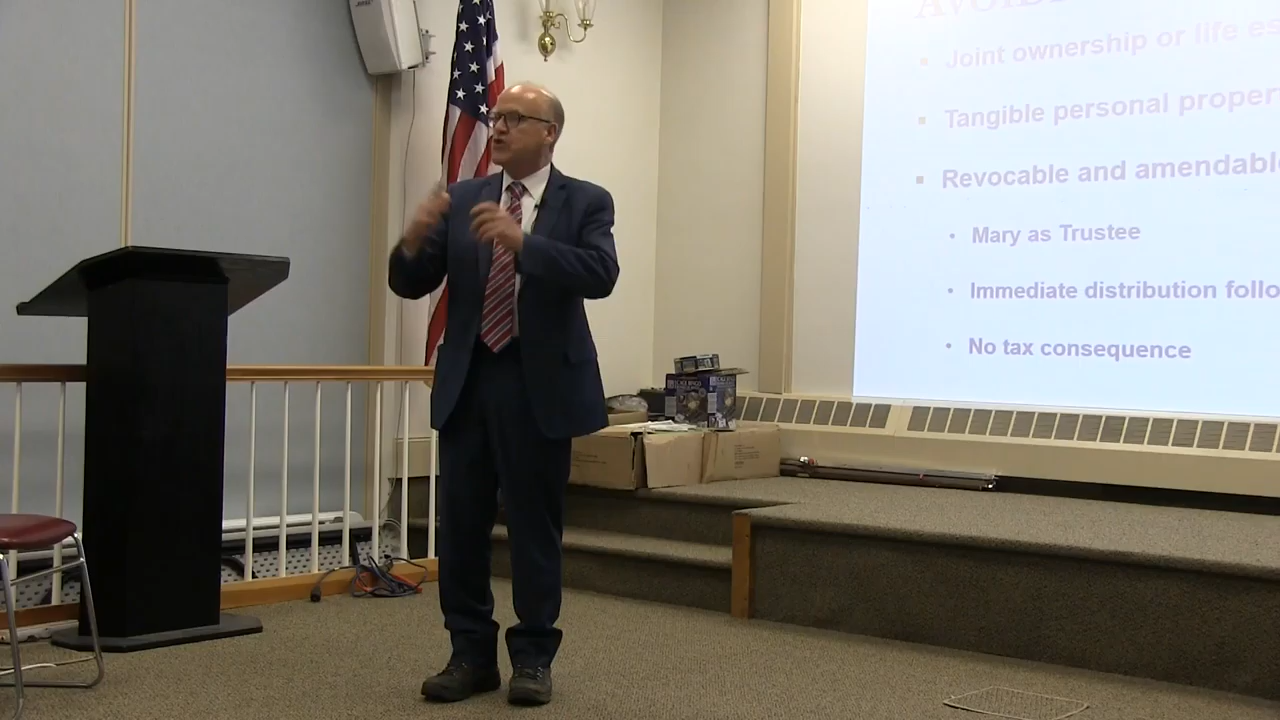 Joint ownership or life es
Tangible personal proper
Revocable and amendabl
Mary as Trustee
Immediate distribution follo
No tax consequence